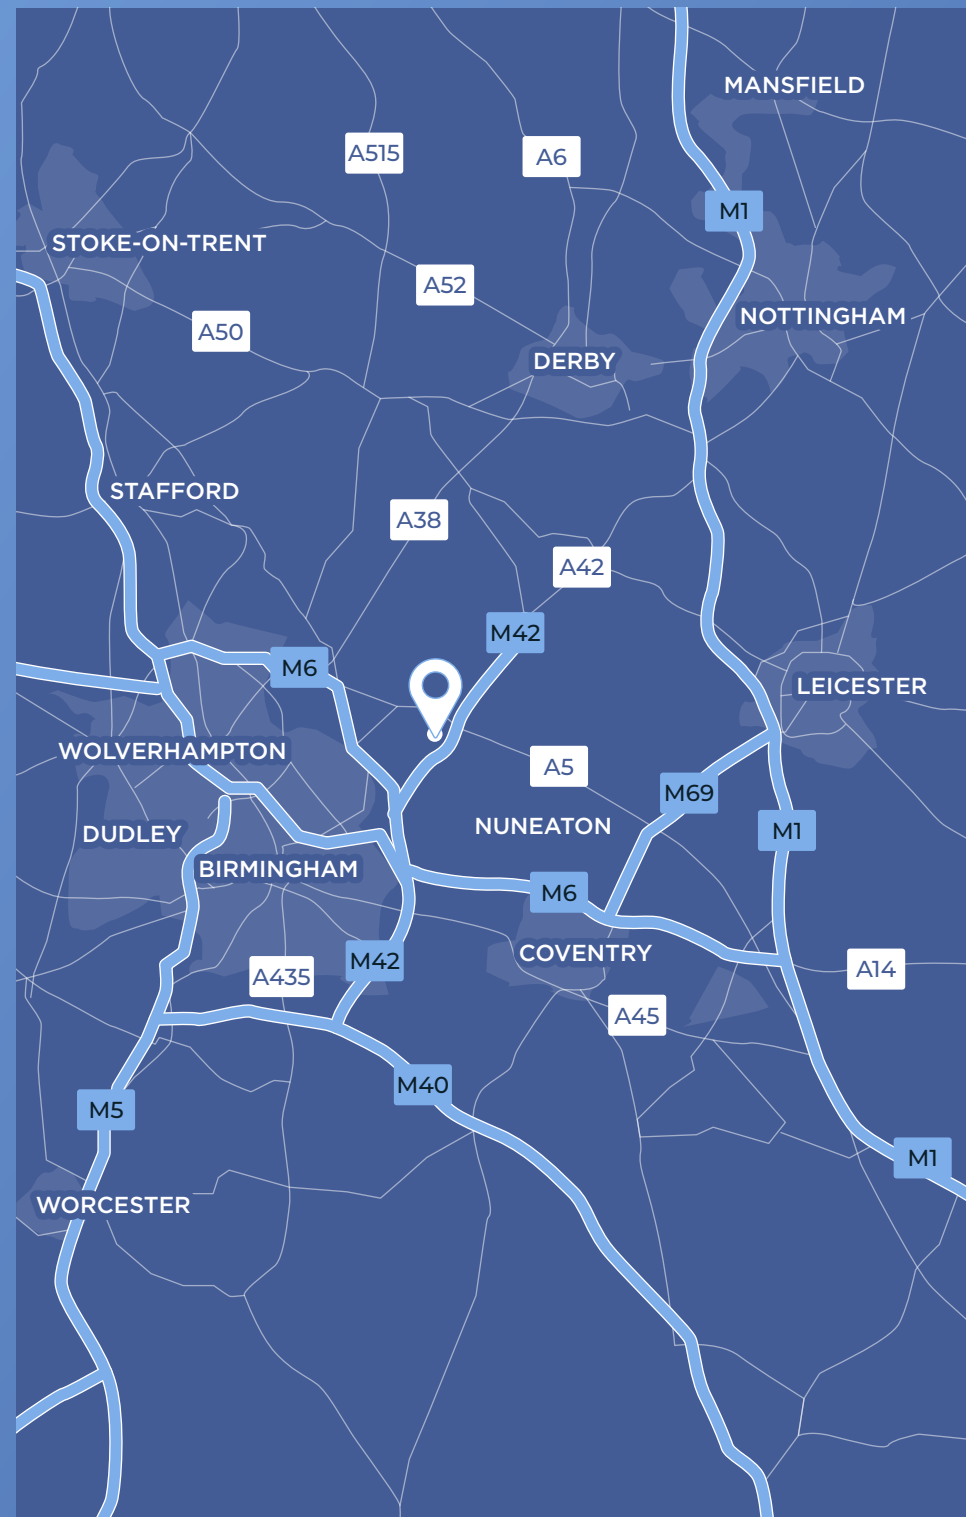 MANSFIELD
A515
A6
M1
STOKE-ON-TRENT
A52
A50
NOTTINGHAM
DERBY
STAFFORD
A38
A42
M42
M6
LEICESTER
WOLVERHAMPTON
A5
M69
NUNEATON
M1
DUDLEY
BIRMINGHAM
M6
COVENTRY
M42
A14
A435
A45
M40
M5
M1
WORCESTER